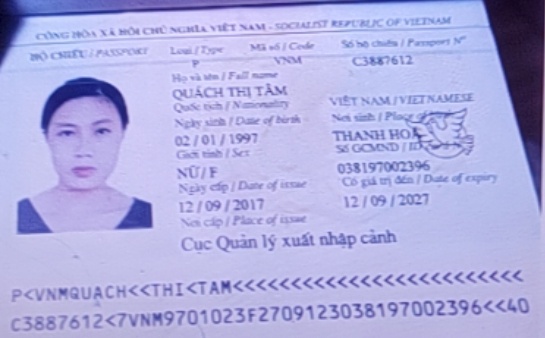 CỘNG HÒA XÃ HỘI CHỦ NGHĨA VIỆT NAM - SOCIALIST REPUBLIC OF VIETNAM
HỘ CHIẾU / PASSPORT Loại / Type Mã số / Code Số hộ chiếu / Passport Nº
P VNM C3887612
Họ và tên / Full name
QUÁCH THỊ TÂM
Quốc tịch / Nationality VIỆT NAM / VIETNAMESE
Ngày sinh / Date of birth Nơi sinh / Place of
02 / 01 / 1997 THANH HOÁ
Giới tính / Sex Số GCMND / ID
NỮ / F 038197002396
Ngày cấp / Date of issue Có giá trị đến / Date of expiry
12 / 09 / 2017 12 / 09 / 2027
Nơi cấp / Place of issue
Cục Quản lý xuất nhập cảnh
P<VNMQUACH<<THI<TAM<<<<<<<<<<<<<<<<<<<<<<<<<
C3887612<7VNM9701023F2709123038197002396<<40